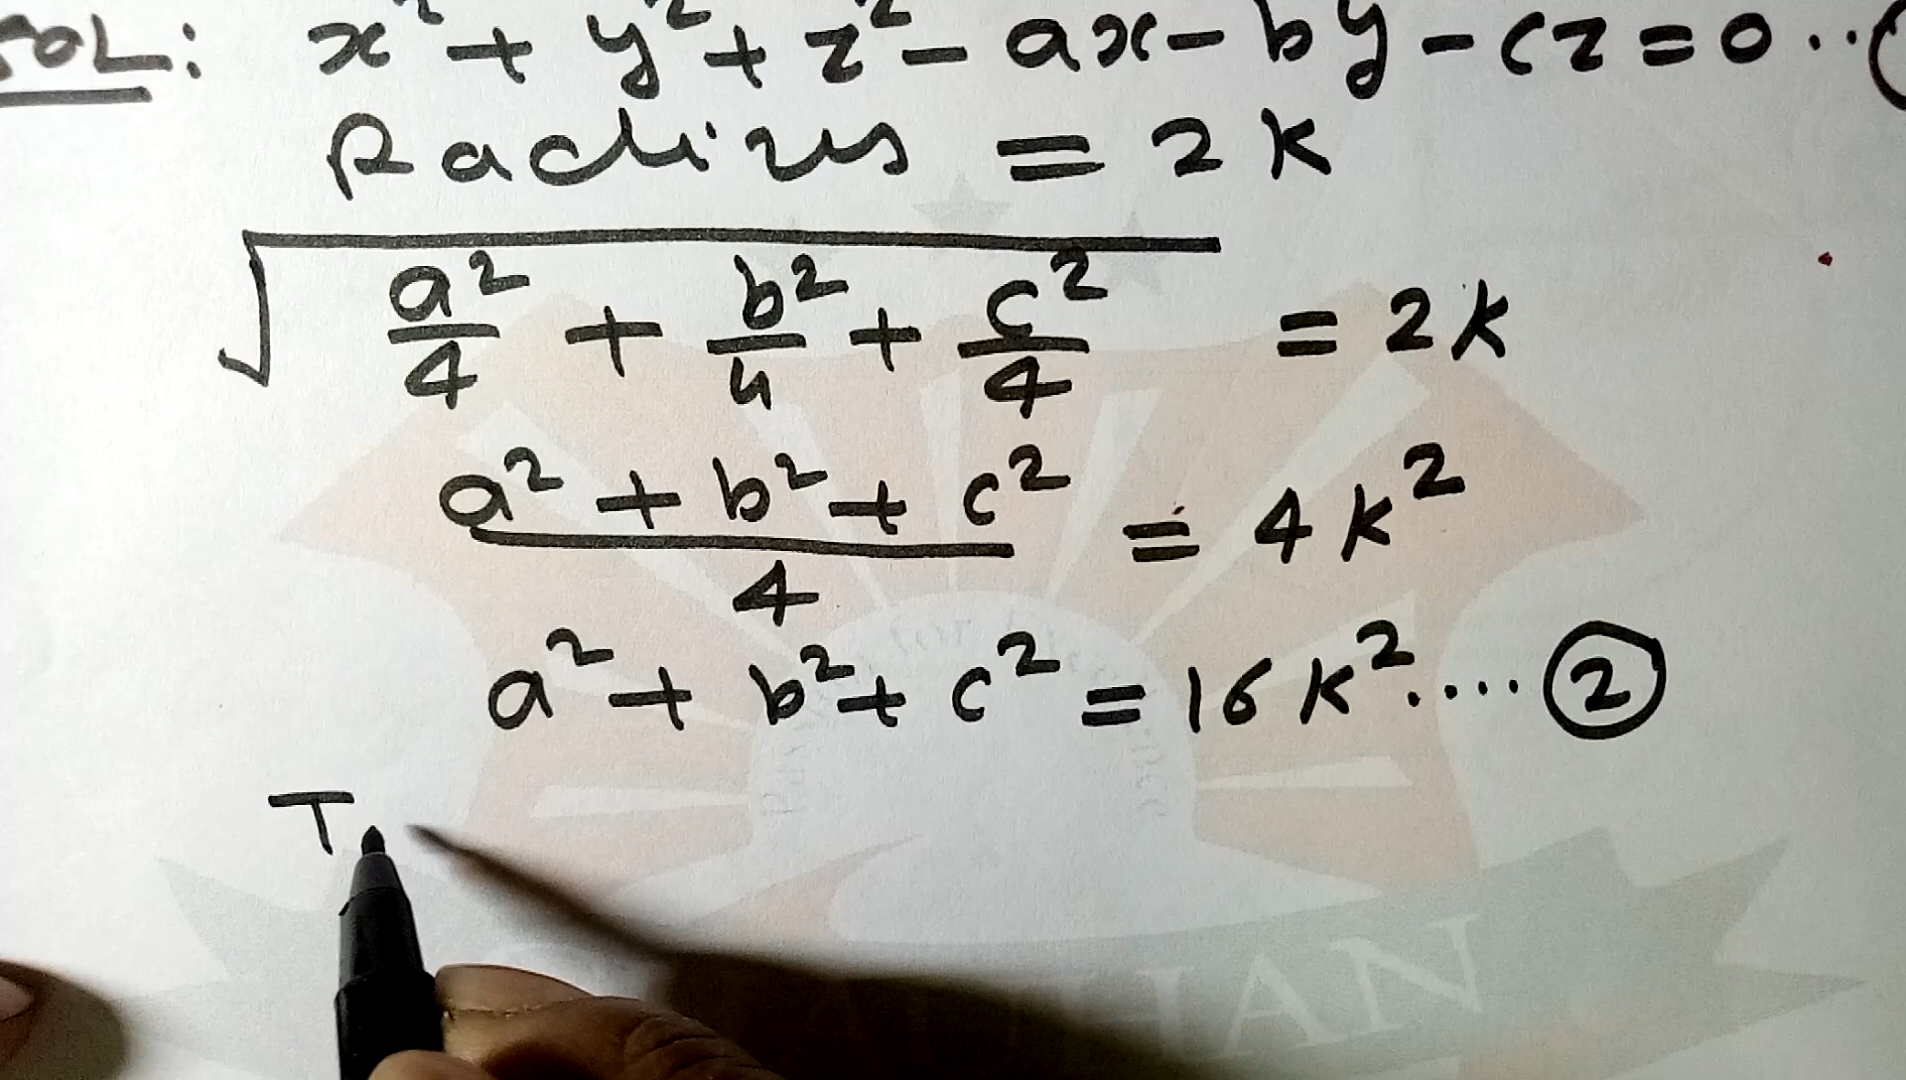 SOL: x² + y² + z² - ax - by - cz = 0 ..
Radius = 2k
√(a²/4 + b²/4 + c²/4) = 2k
(a² + b² + c²)/4 = 4k²
a² + b² + c² = 16k² .... ②
T